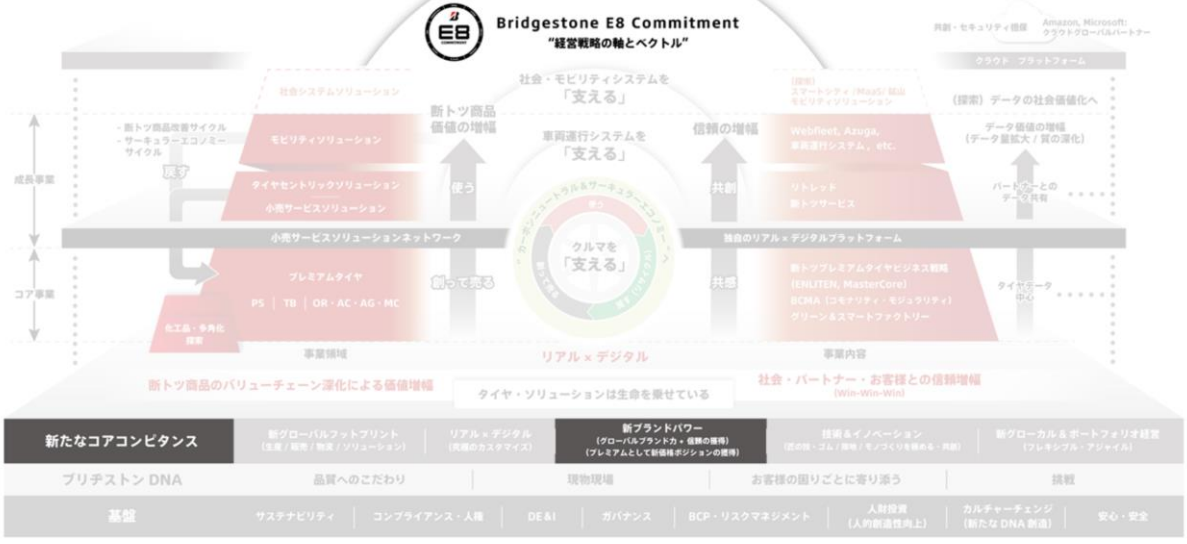 E8
COMMITMENT
Bridgestone E8 Commitment
“経営戦略の軸とベクトル”
共創・セキュリティ担保
Amazon, Microsoft:
クラウドグローバルパートナー
クラウド プラットフォーム
社会システムソリューション
社会・モビリティシステムを
「支える」
(探索)
スマートシティ/MaaS/
モビリティソリューション
(探索) データの社会価値化へ
断トツ商品
価値の増幅
信頼の増幅
・断トツ商品改善サイクル
・サーキュラーエコノミー
サイクル
戻す
モビリティソリューション
車両運行システムを
「支える」
Webfleet, Azuga,
車両運行システム, etc.
データ価値の増幅
(データ量拡大 / 質の深化)
成長事業
タイヤセントリックソリューション
小売サービスソリューション
使う
共創
リトレッド
断トツサービス
パートナーとの
データ共有
“カーボンニュートラル&サーキュラーエコノミー”へ
使う
創って売る
クルマを
「支える」
小売サービスソリューションネットワーク
独自のリアル × デジタルプラットフォーム
コア事業
プレミアムタイヤ
PS | TB | OR・AC・AG・MC
創って売る
共感
断トツプレミアムタイヤビジネス戦略
(ENLITEN, MasterCore)
BCMA (コモナリティ・モジュラリティ)
グリーン&スマートファクトリー
タイヤデータ
中心
化工品・多角化
探索
事業領域
リアル × デジタル
事業内容
断トツ商品のバリューチェーン深化による価値増幅
タイヤ・ソリューションは生命を乗せている
社会・パートナー・お客様との信頼増幅
(Win-Win-Win)
新たなコアコンピタンス
新グローバルフットプリント
(生産 / 販売 / 物流 / ソリューション)
リアル × デジタル
(究極のカスタマイズ)
新ブランドパワー
(グローバルブランド力 + 信頼の獲得)
(プレミアムとして新価格ポジションの獲得)
技術&イノベーション
新グローカル & ポートフォリオ経営
(フレキシブル・アジャイル)
ブリヂストン DNA
品質へのこだわり
現物現場
お客様の困りごとに寄り添う
挑戦
基盤
サステナビリティ
コンプライアンス・人権
DE&I
ガバナンス
BCP・リスクマネジメント
人財投資
(人的創造性向上)
カルチャーチェンジ
(新たな DNA 創造)
安心・安全